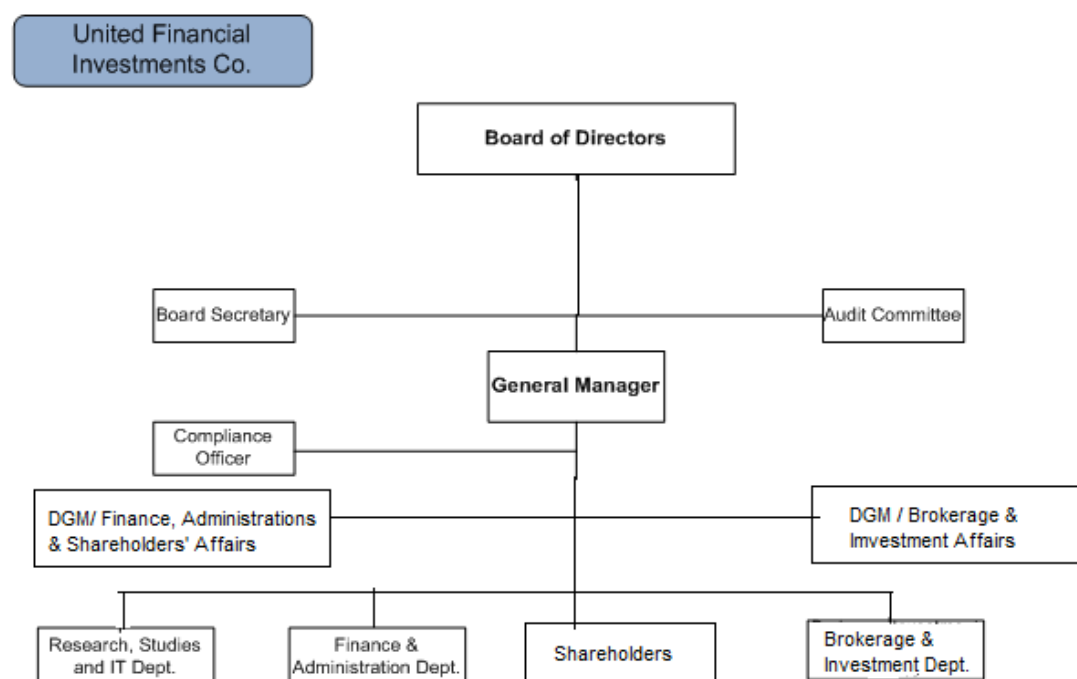 United Financial
Investments Co.
Board of Directors
Board Secretary
Audit Committee
General Manager
Compliance
Officer
DGM/ Finance, Administrations
& Shareholders' Affairs
DGM / Brokerage &
Imvestment Affairs
Research, Studies
and IT Dept.
Finance &
Administration Dept.
Shareholders
Brokerage &
Investment Dept.